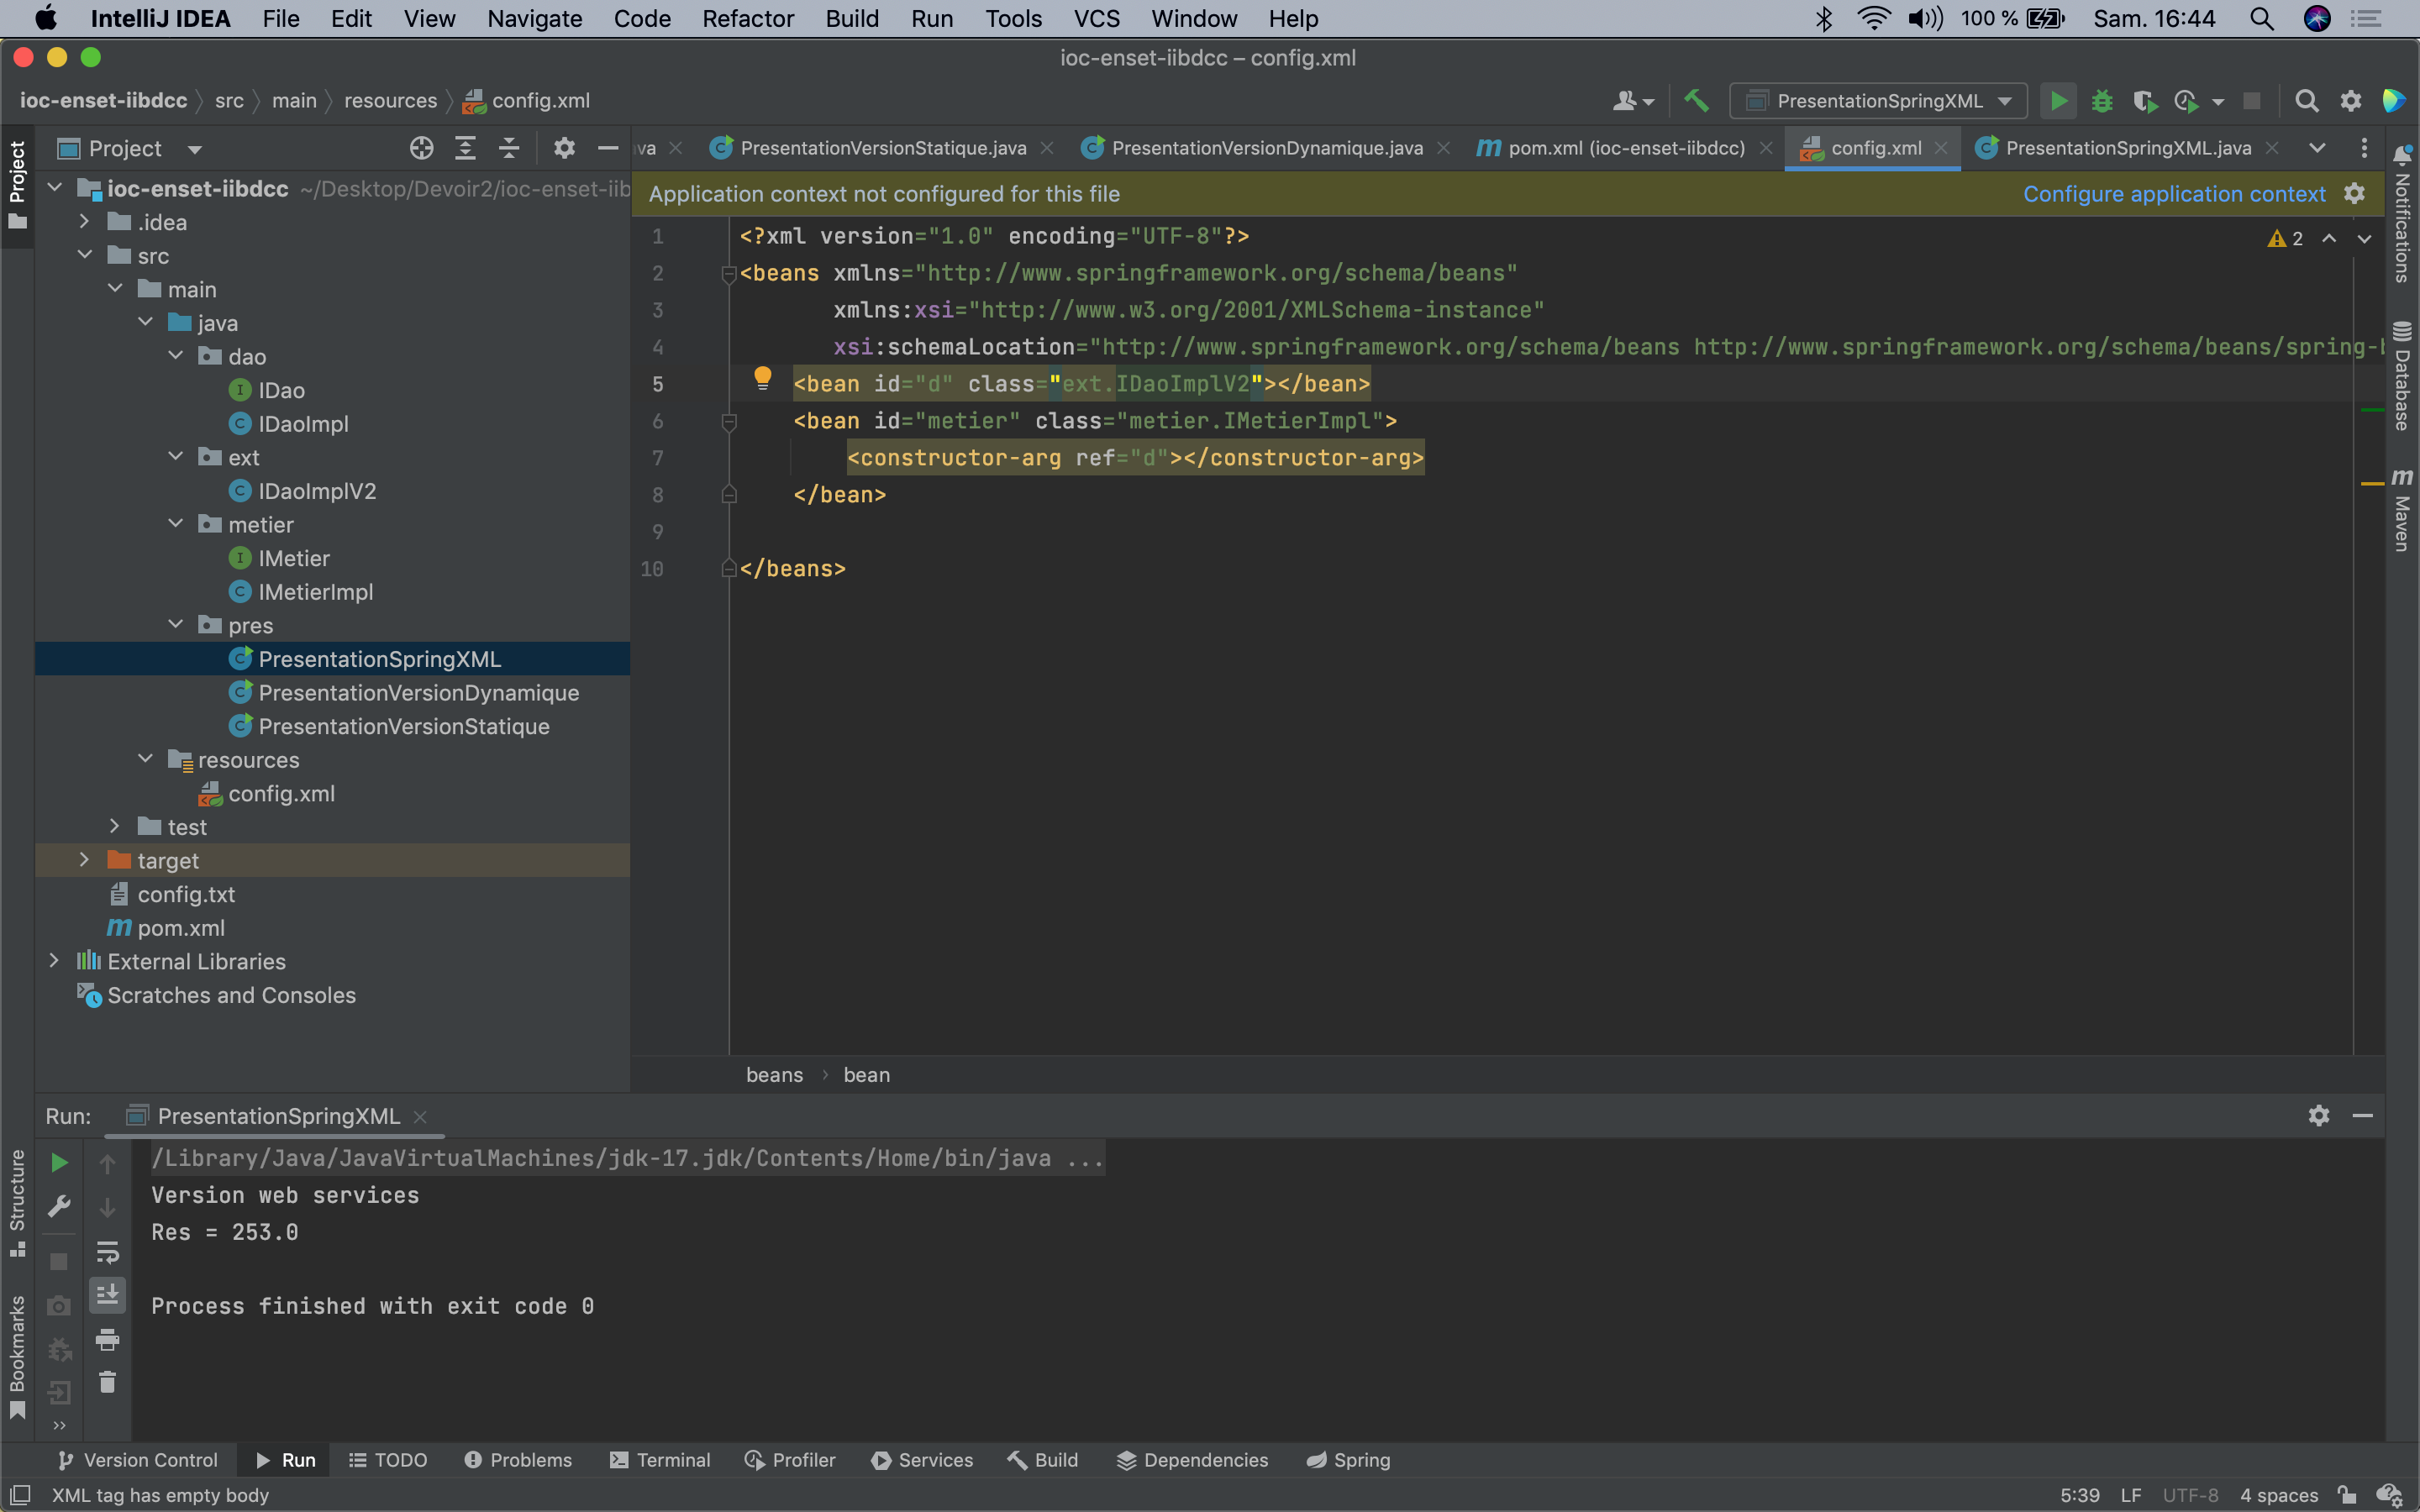 IntelliJ IDEA File Edit View Navigate Code Refactor Build Run Tools VCS Window Help 100 % Sam. 16:44
ioc-enset-iibdcc – config.xml
ioc-enset-iibdcc src main resources config.xml PresentationSpringXML
Project va PresentationVersionStatique.java PresentationVersionDynamique.java pom.xml (ioc-enset-iibdcc) config.xml PresentationSpringXML.java
Project
Structure
Bookmarks
Notifications
Database
Maven
ioc-enset-iibdcc ~/Desktop/Devoir2/ioc-enset-iib
.idea
src
main
java
dao
IDao
IDaoImpl
ext
IDaoImplV2
metier
IMetier
IMetierImpl
pres
PresentationSpringXML
PresentationVersionDynamique
PresentationVersionStatique
resources
config.xml
test
target
config.txt
pom.xml
External Libraries
Scratches and Consoles
Application context not configured for this file Configure application context
2
1 <?xml version="1.0" encoding="UTF-8"?>
2 <beans xmlns="http://www.springframework.org/schema/beans"
3 xmlns:xsi="http://www.w3.org/2001/XMLSchema-instance"
4 xsi:schemaLocation="http://www.springframework.org/schema/beans http://www.springframework.org/schema/beans/spring-b
5 <bean id="d" class="ext.IDaoImplV2"></bean>
6 <bean id="metier" class="metier.IMetierImpl">
7 <constructor-arg ref="d"></constructor-arg>
8 </bean>
9
10 </beans>
beans bean
Run: PresentationSpringXML
/Library/Java/JavaVirtualMachines/jdk-17.jdk/Contents/Home/bin/java ...
Version web services
Res = 253.0
Process finished with exit code 0
Version Control Run TODO Problems Terminal Profiler Services Build Dependencies Spring
XML tag has empty body 5:39 LF UTF-8 4 spaces